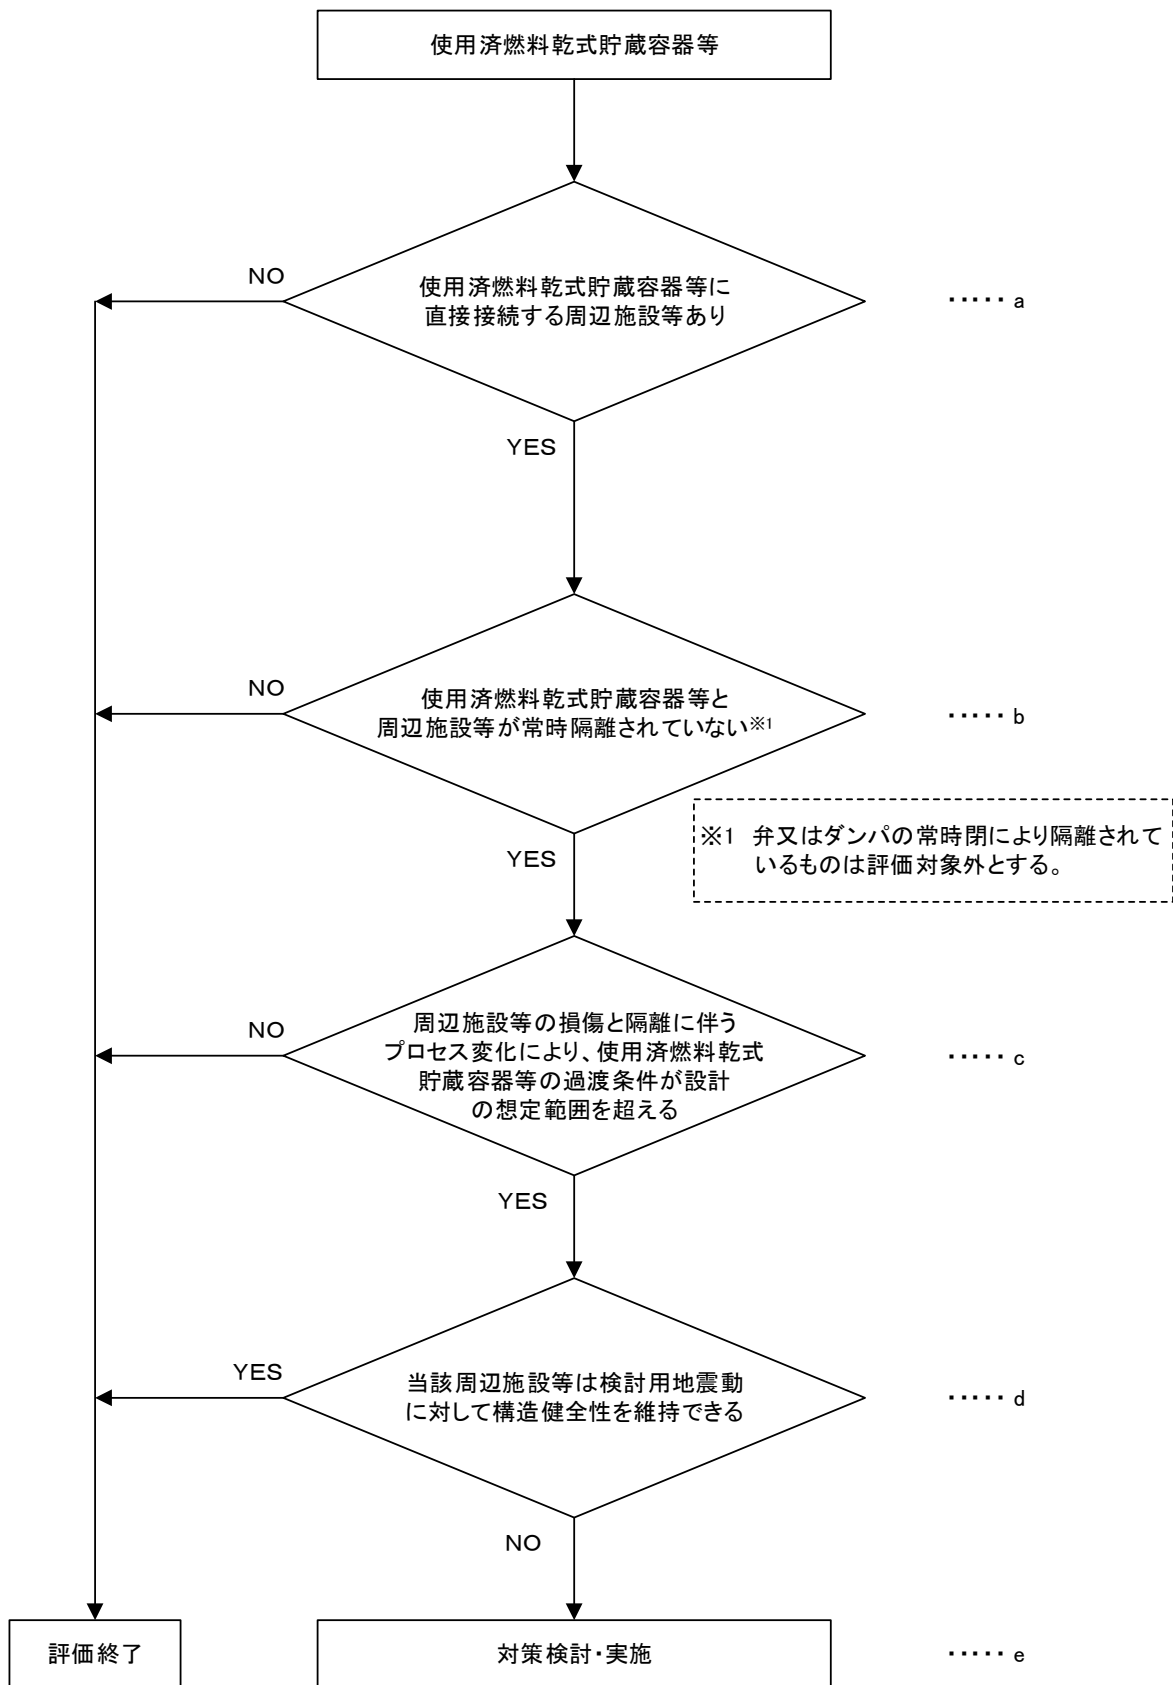 使用済燃料乾式貯蔵容器等
NO
使用済燃料乾式貯蔵容器等に
直接接続する周辺施設等あり
‥‥‥ a
YES
NO
使用済燃料乾式貯蔵容器等と
周辺施設等が常時隔離されていない※1
‥‥‥ b
YES
※1 弁又はダンパの常時閉により隔離されて
いるものは評価対象外とする。
NO
周辺施設等の損傷と隔離に伴う
プロセス変化により、使用済燃料乾式
貯蔵容器等の過渡条件が設計
の想定範囲を超える
‥‥‥ c
YES
YES
当該周辺施設等は検討用地震動
に対して構造健全性を維持できる
‥‥‥ d
NO
評価終了
対策検討・実施
‥‥‥ e